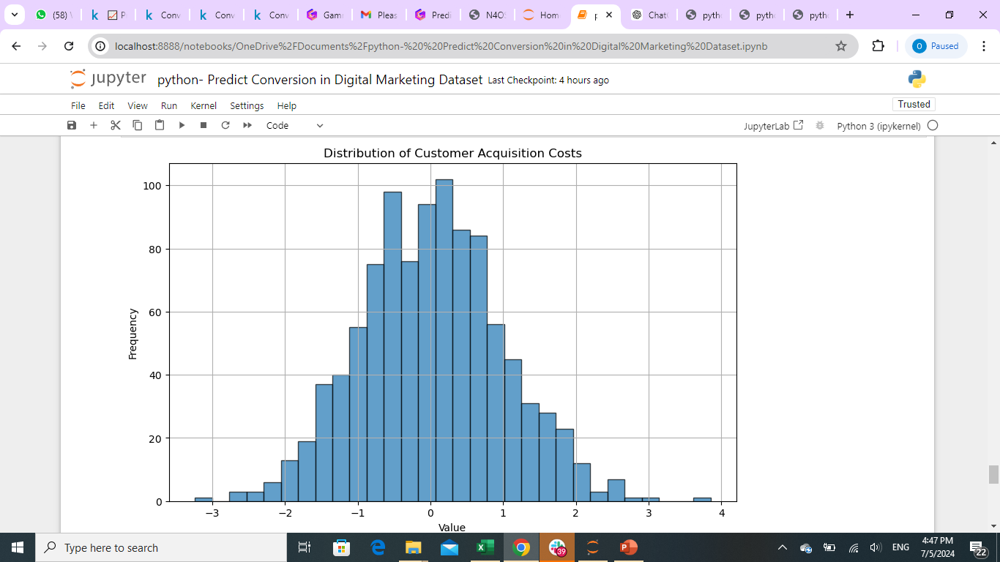 (58) \ P Conv Conv Conv Game Pleas Predi N4O Hom p Chat pyth pyth pyth
localhost:8888/notebooks/OneDrive%2FDocuments%2Fpython-%20%20Predict%20Conversion%20in%20Digital%20Marketing%20Dataset.ipynb O Paused
jupyter python- Predict Conversion in Digital Marketing Dataset Last Checkpoint: 4 hours ago
File Edit View Run Kernel Settings Help Trusted
Code JupyterLab Python 3 (ipykernel)
Distribution of Customer Acquisition Costs
100
80
60
Frequency
40
20
0
−3 −2 −1 0 1 2 3 4
Value
Type here to search 39 ENG 4:47 PM
7/5/2024 22